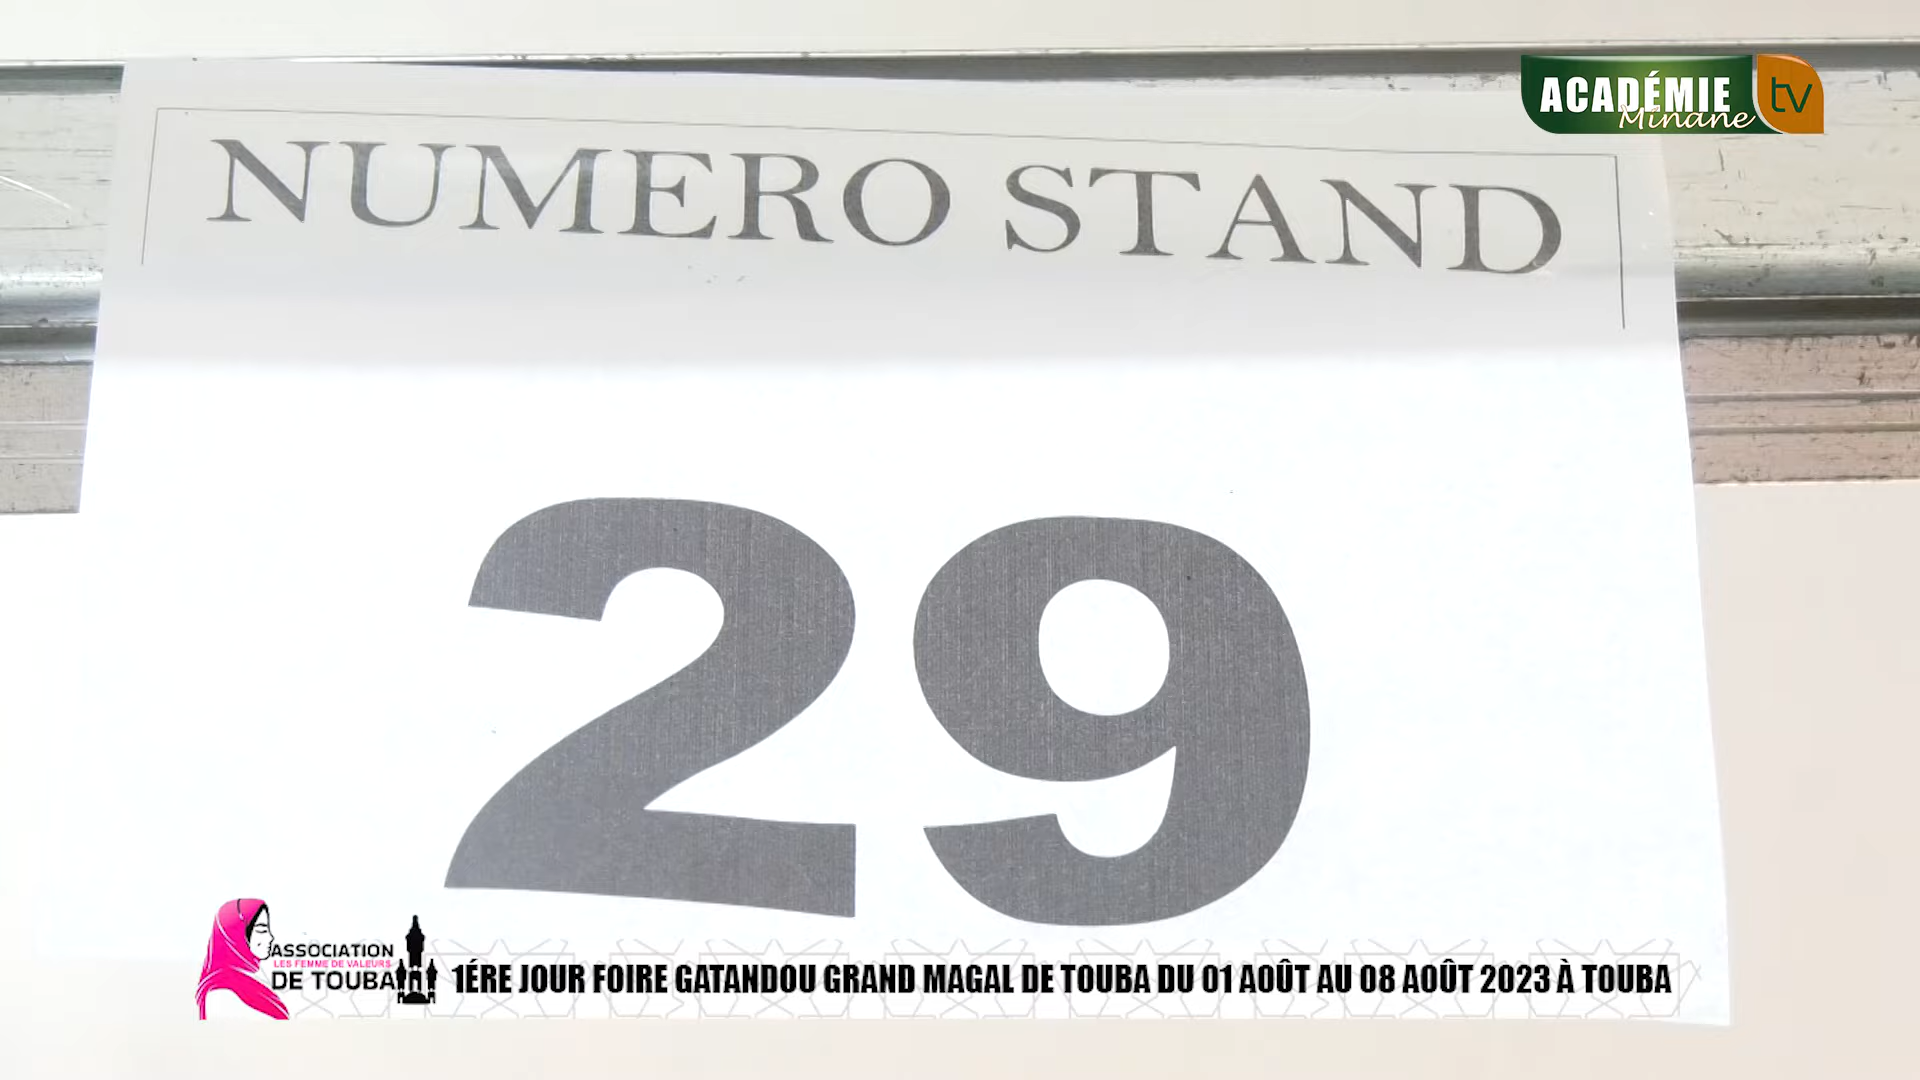 ACADÉMIE tv
Minane
NUMERO STAND
29
ASSOCIATION
LES FEMME DE VALEURS
DE TOUBA
1ÉRE JOUR FOIRE GATANDOU GRAND MAGAL DE TOUBA DU 01 AOÛT AU 08 AOÛT 2023 À TOUBA